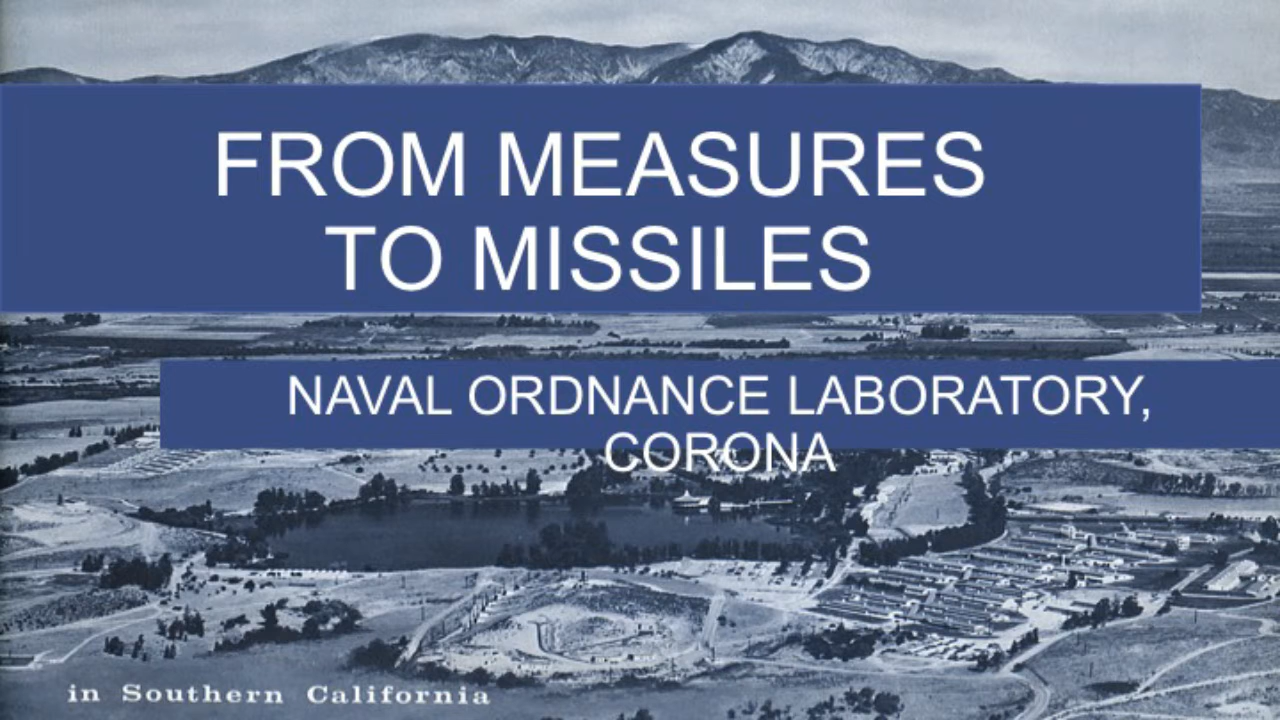 FROM MEASURES
TO MISSILES
NAVAL ORDNANCE LABORATORY,
CORONA
in Southern California